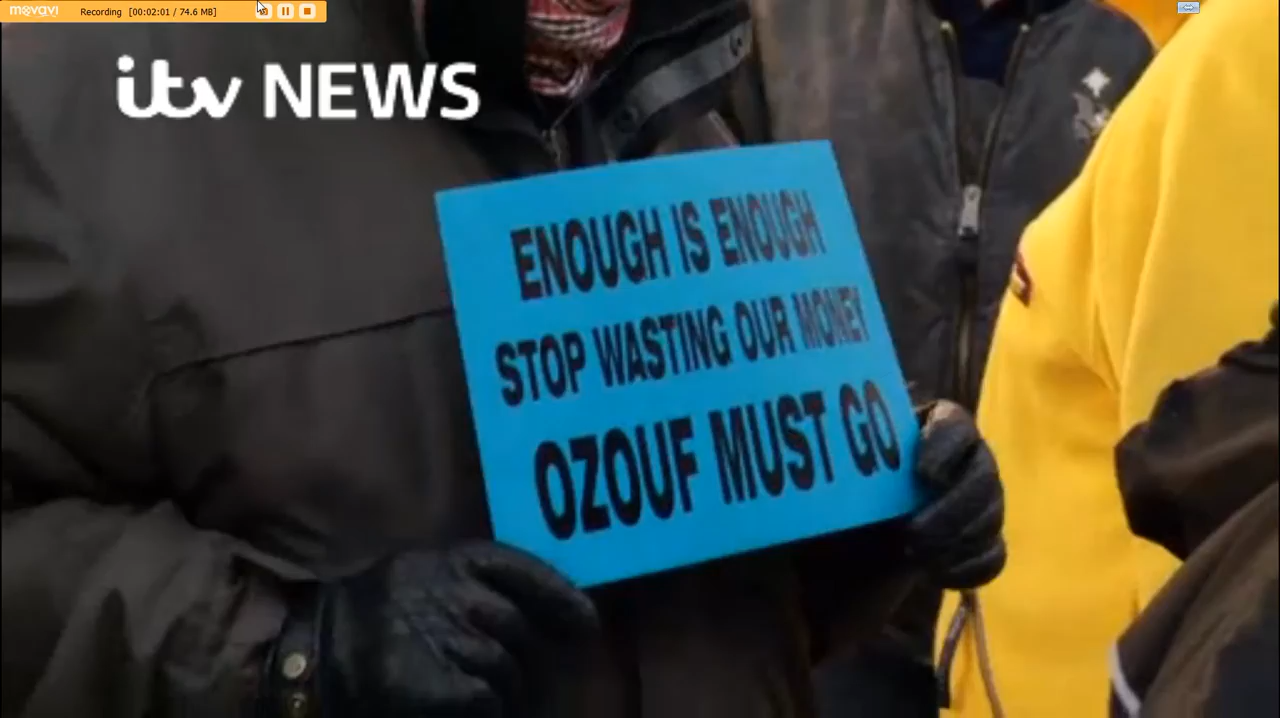 movavi Recording [00:02:01 / 74.6 MB]
itv NEWS
ENOUGH IS ENOUGH
STOP WASTING OUR MONEY
OZOUF MUST GO